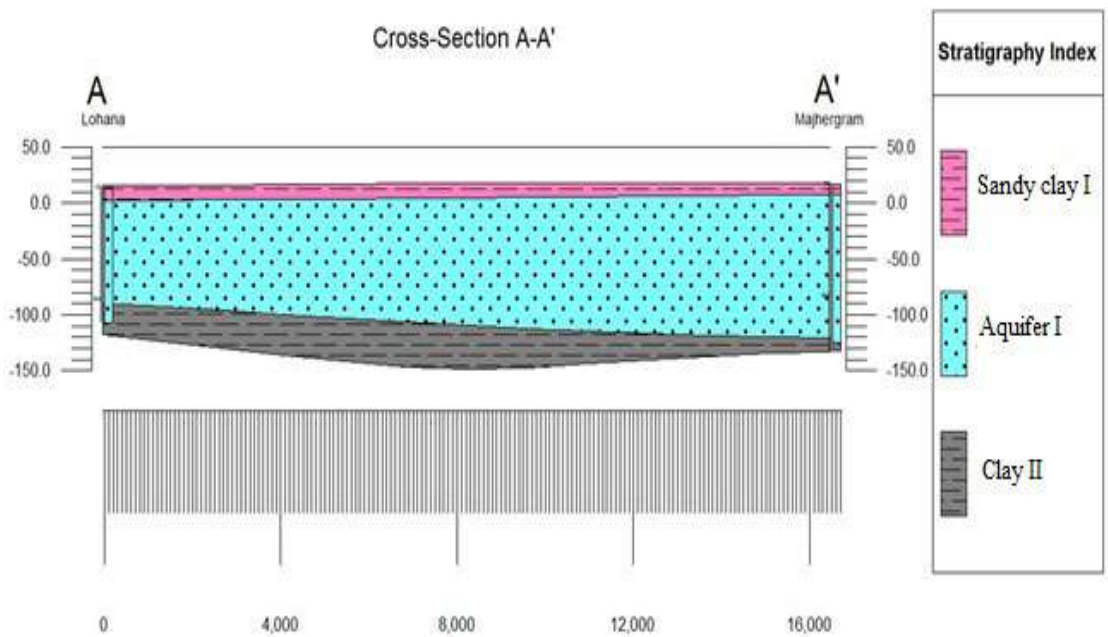 Cross-Section A-A'
A
Lohana
A'
Majhergram
50.0
0.0
-50.0
-100.0
-150.0
50.0
0.0
-50.0
-100.0
-150.0
0
4,000
8,000
12,000
16,000
Stratigraphy Index
Sandy clay I
Aquifer I
Clay II